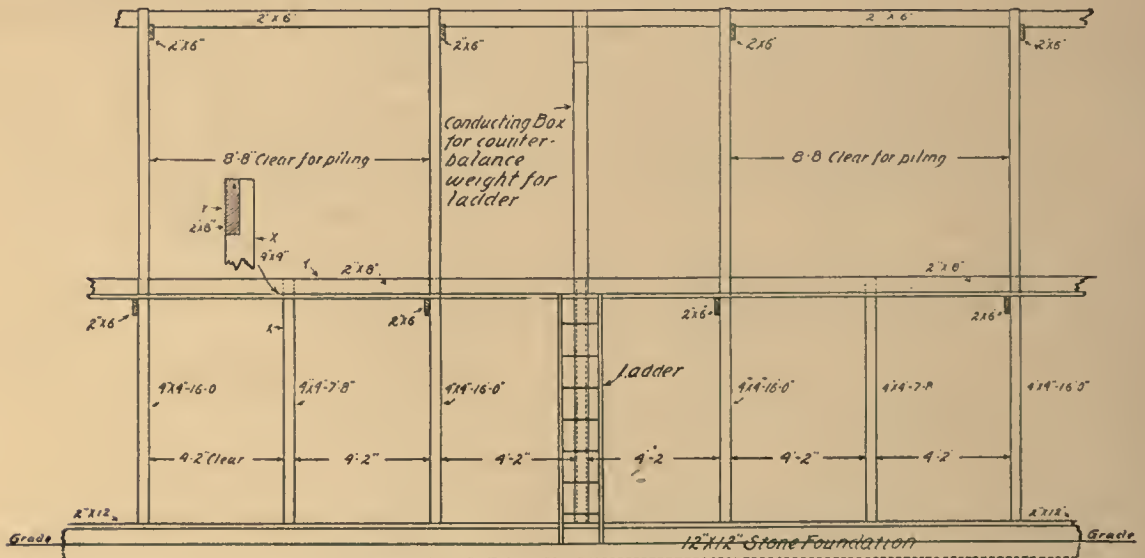 2"X6"
2"X6"
2"X6"
2"X6"
2"X6
2"X6
Conducting Box
for counter-
balance
weight for
ladder
8'-8" Clear for piling
8'-8 Clear for piling
Y
2"X8"
X
4"X4"
Y
2"X8"
2"X8"
2"X6
2"X6
2"X6"
2"X6"
X
Ladder
4"X4"-16-0
4"X4"-7'-8"
4"X4"-16'-0"
4"X4"-16'-0"
4"X4"-7-8
4"X4"-16'-0"
4'-2" Clear
4'-2"
4'-2"
4'-2
4'-2"
4'-2'
2"X12"
2"X12"
Grade
12"X12" Stone Foundation
Grade